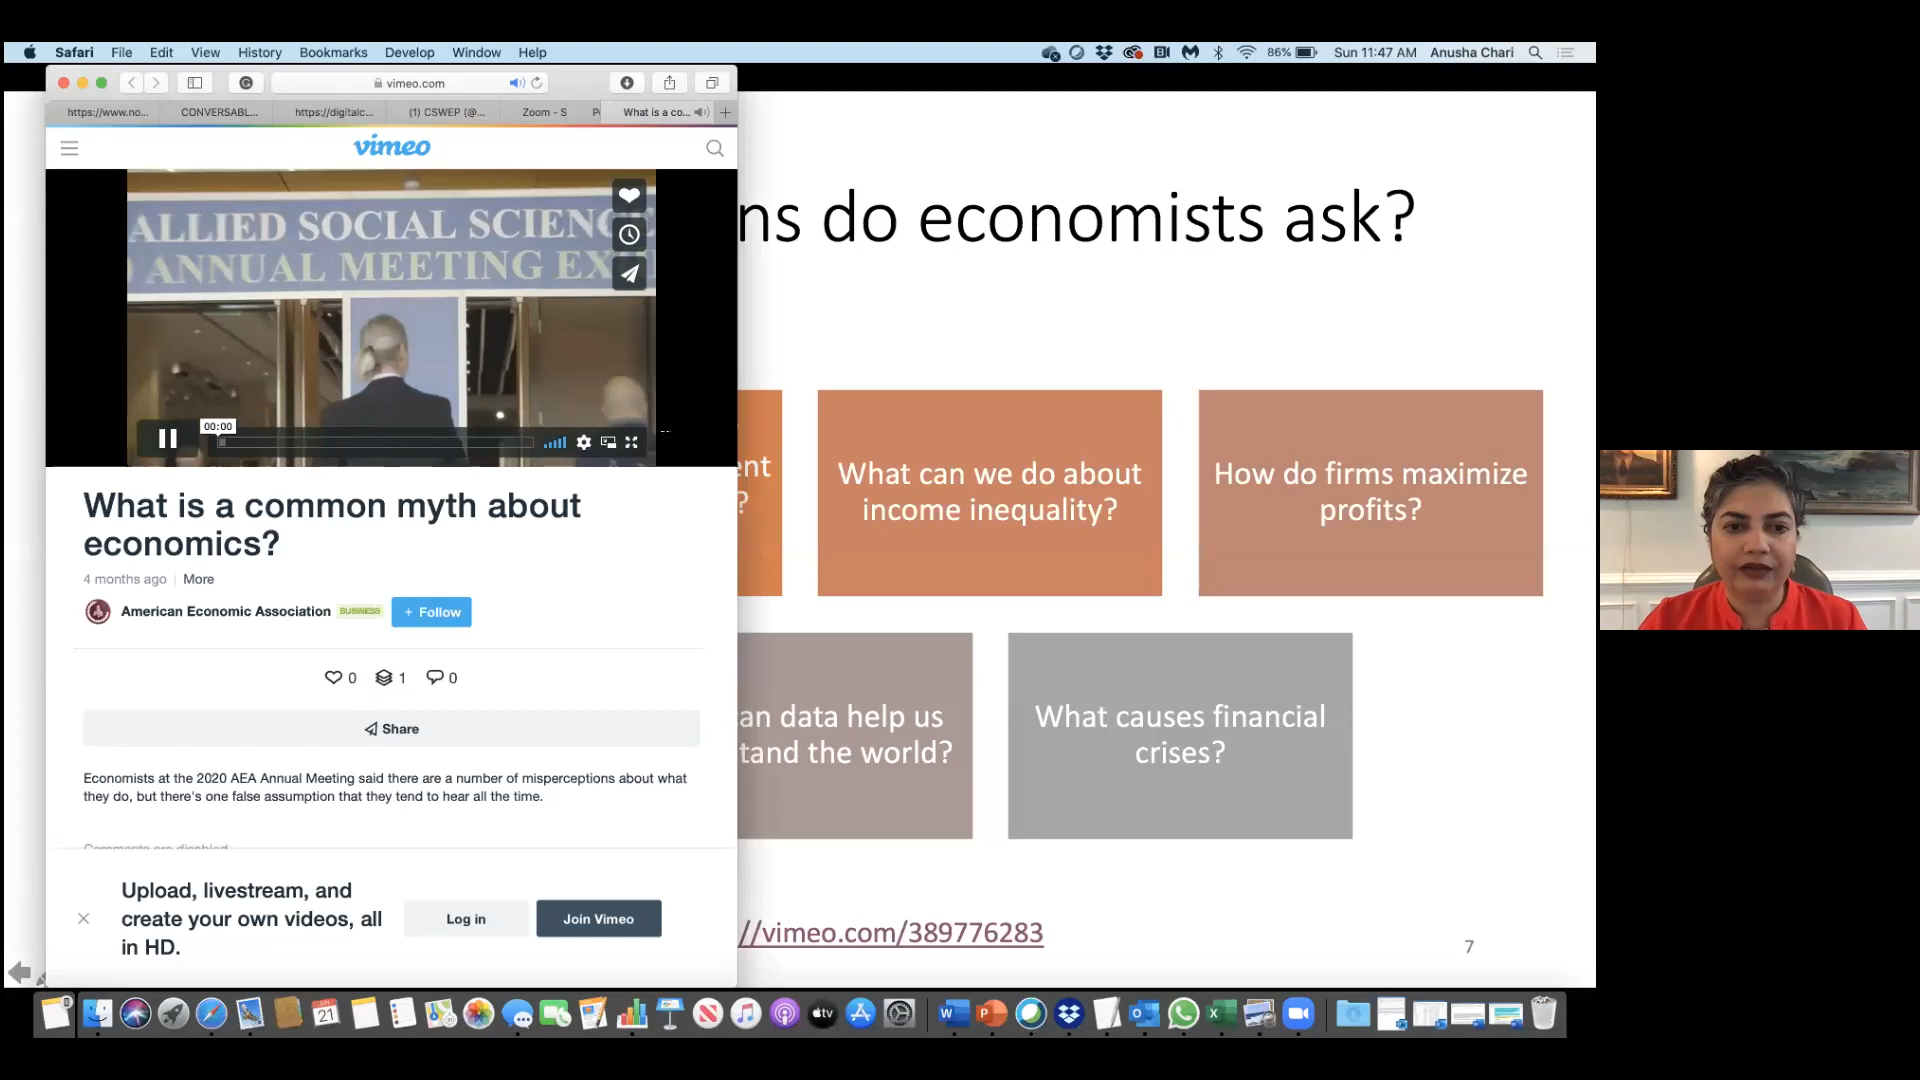 Safari File Edit View History Bookmarks Develop Window Help
86% Sun 11:47 AM Anusha Chari
vimeo.com
https://www.no... CONVERSABL... https://digitalc... (1) CSWEP (@... Zoom - S What is a co...
vimeo
ALLIED SOCIAL SCIENC
ANNUAL MEETING EX
00:00
What is a common myth about
economics?
4 months ago | More
American Economic Association BUSINESS + Follow
0 1 0
Share
Economists at the 2020 AEA Annual Meeting said there are a number of misperceptions about what
they do, but there's one false assumption that they tend to hear all the time.
Comments are disabled
Upload, livestream, and
create your own videos, all
in HD.
Log in
Join Vimeo
ns do economists ask?
ent
?
What can we do about
income inequality?
How do firms maximize
profits?
an data help us
tand the world?
What causes financial
crises?
//vimeo.com/389776283
7
JUN
21
tv